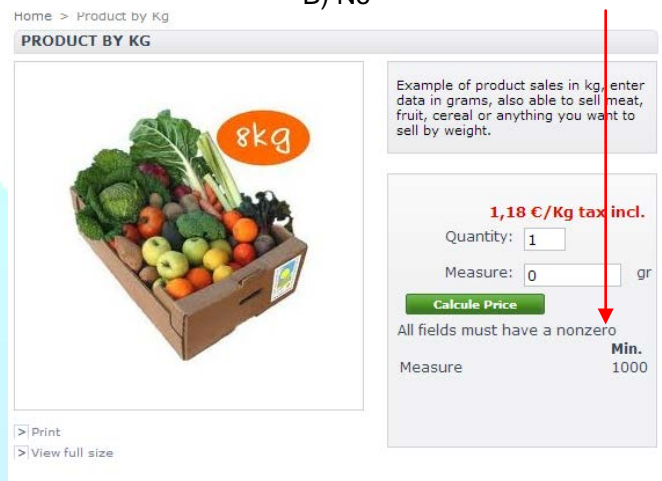 D) No
Home > Product by Kg
PRODUCT BY KG
8kg
Example of product sales in kg, enter
data in grams, also able to sell meat,
fruit, cereal or anything you want to
sell by weight.
1,18 €/Kg tax incl.
Quantity: 1
Measure: 0 gr
Calcule Price
All fields must have a nonzero
Min.
Measure 1000
> Print
> View full size